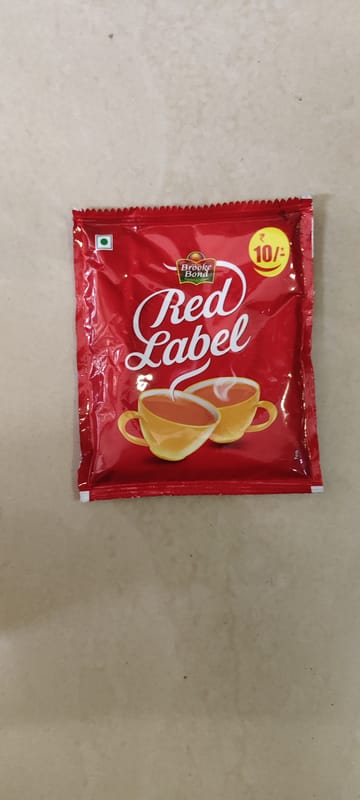 Brooke
Bond
₹
10/-
Red
Label